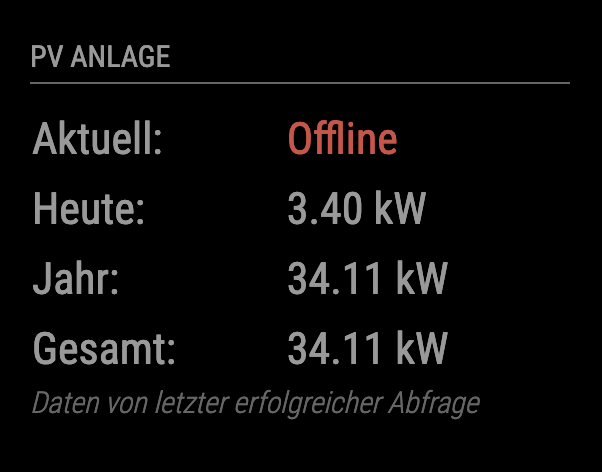 PV ANLAGE
Aktuell: Offline
Heute: 3.40 kW
Jahr: 34.11 kW
Gesamt: 34.11 kW
Daten von letzter erfolgreicher Abfrage